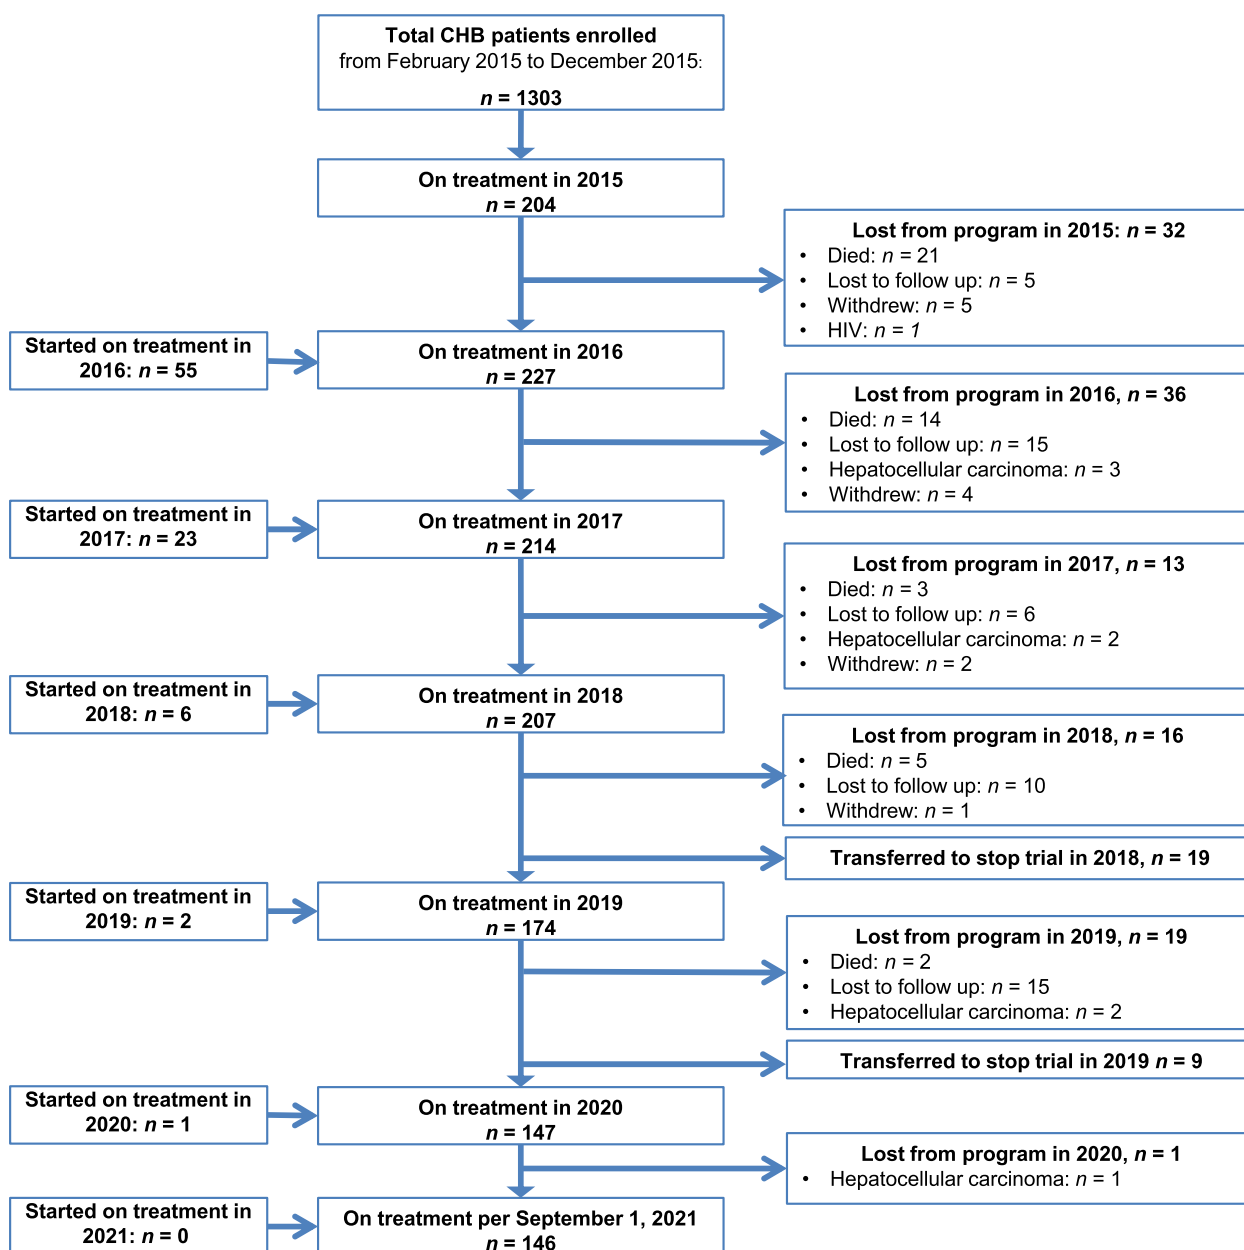 Total CHB patients enrolled
from February 2015 to December 2015:
n = 1303
On treatment in 2015
n = 204
Lost from program in 2015: n = 32
• Died: n = 21
• Lost to follow up: n = 5
• Withdrew: n = 5
• HIV: n = 1
Started on treatment in
2016: n = 55
On treatment in 2016
n = 227
Lost from program in 2016, n = 36
• Died: n = 14
• Lost to follow up: n = 15
• Hepatocellular carcinoma: n = 3
• Withdrew: n = 4
Started on treatment in
2017: n = 23
On treatment in 2017
n = 214
Lost from program in 2017, n = 13
• Died: n = 3
• Lost to follow up: n = 6
• Hepatocellular carcinoma: n = 2
• Withdrew: n = 2
Started on treatment in
2018: n = 6
On treatment in 2018
n = 207
Lost from program in 2018, n = 16
• Died: n = 5
• Lost to follow up: n = 10
• Withdrew: n = 1
Transferred to stop trial in 2018, n = 19
Started on treatment in
2019: n = 2
On treatment in 2019
n = 174
Lost from program in 2019, n = 19
• Died: n = 2
• Lost to follow up: n = 15
• Hepatocellular carcinoma: n = 2
Transferred to stop trial in 2019 n = 9
Started on treatment in
2020: n = 1
On treatment in 2020
n = 147
Lost from program in 2020, n = 1
• Hepatocellular carcinoma: n = 1
Started on treatment in
2021: n = 0
On treatment per September 1, 2021
n = 146